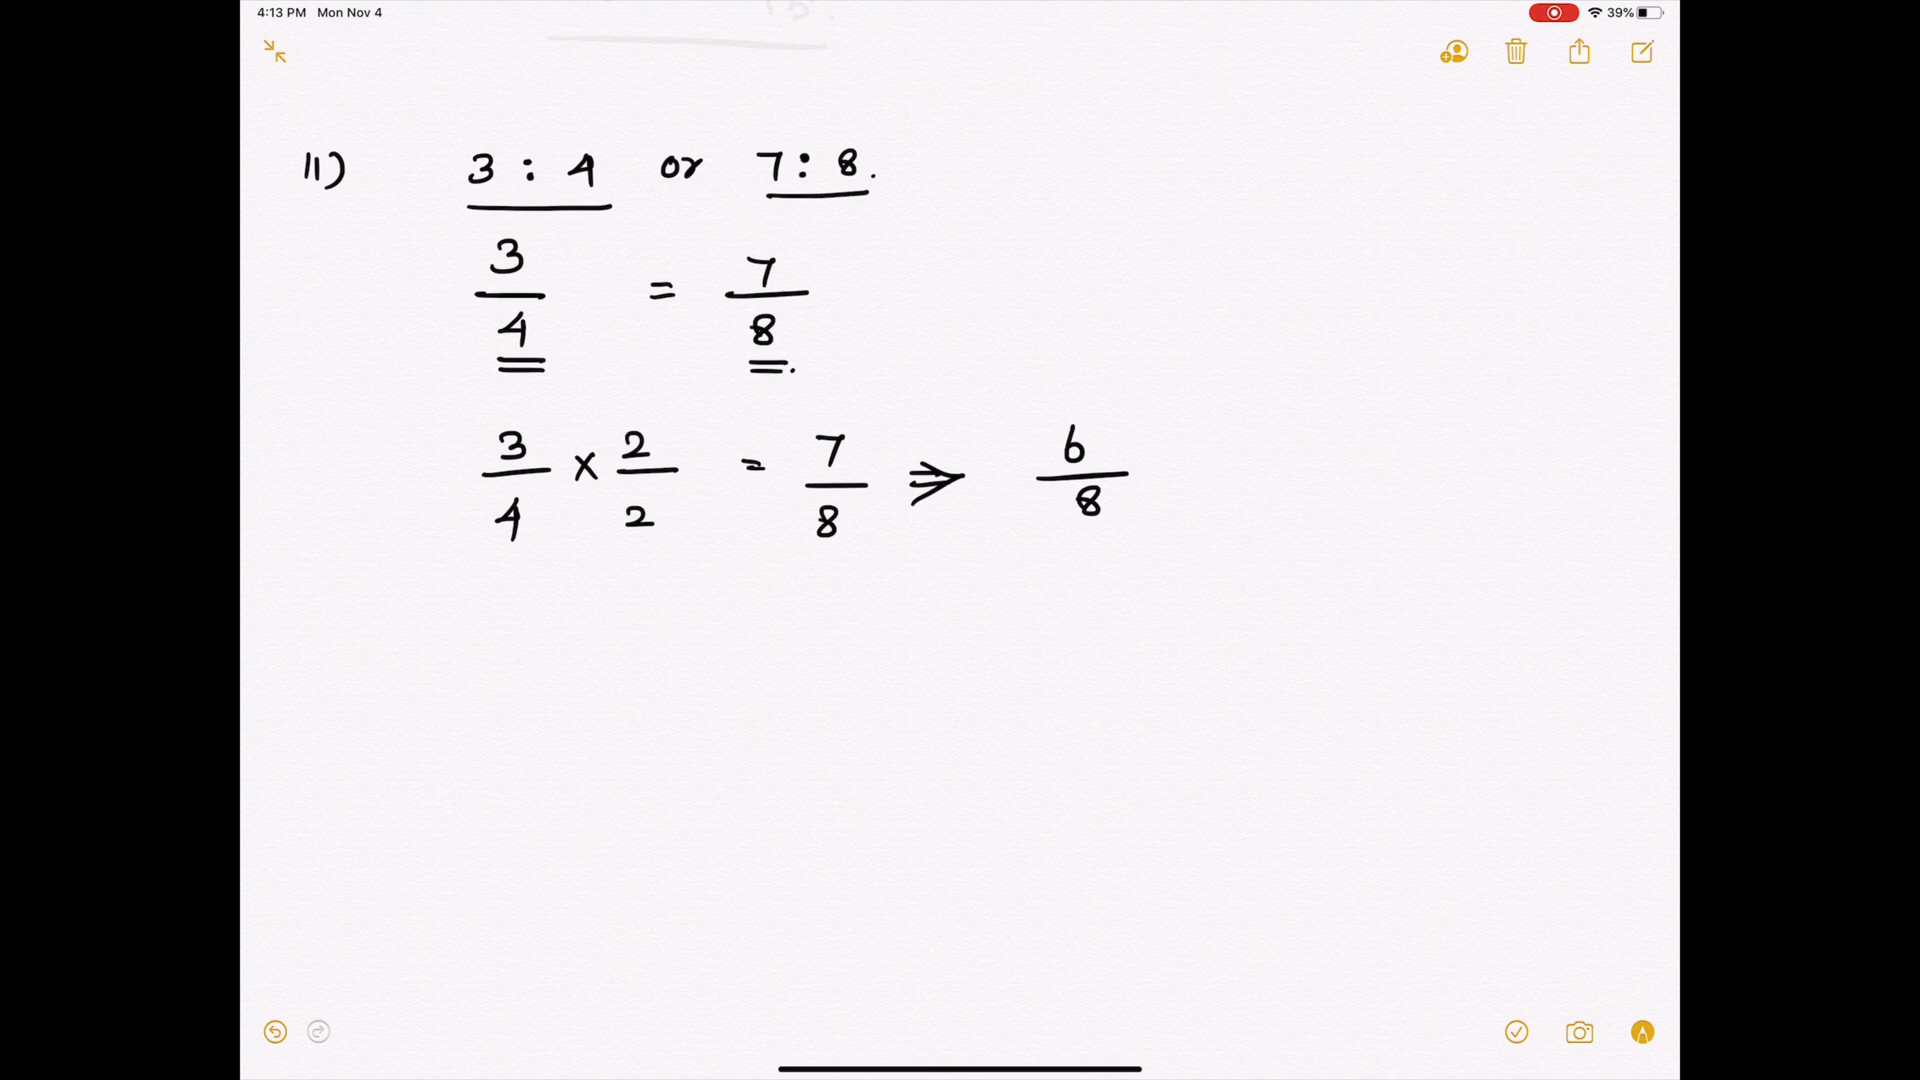 4:13 PM Mon Nov 4 39%
11) 3 : 4 or 7 : 8.
3/4 = 7/8.
3/4 x 2/2 = 7/8 ⇒ 6/8